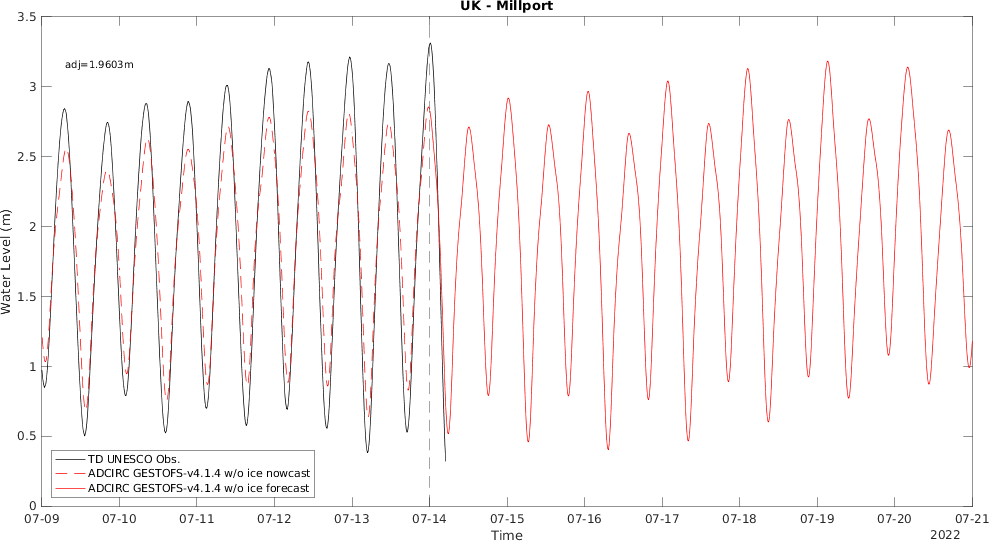 UK - Millport
adj=1.9603m
Water Level (m)
3.5
3
2.5
2
1.5
1
0.5
0
TD UNESCO Obs.
ADCIRC GESTOFS-v4.1.4 w/o ice nowcast
ADCIRC GESTOFS-v4.1.4 w/o ice forecast
07-09 07-10 07-11 07-12 07-13 07-14 07-15 07-16 07-17 07-18 07-19 07-20 07-21
Time
2022